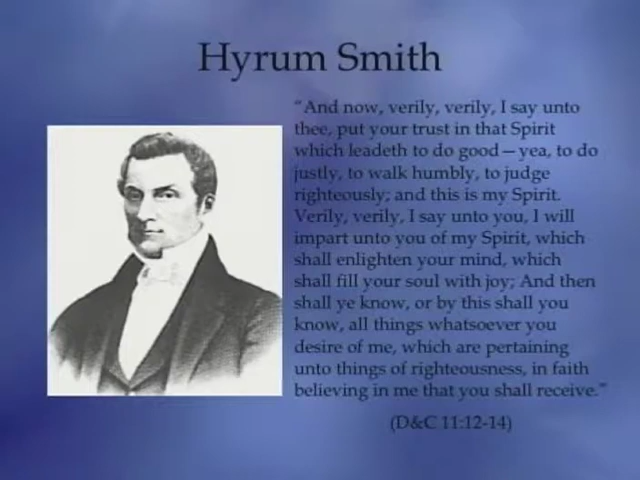 Hyrum Smith
“And now, verily, verily, I say unto
thee, put your trust in that Spirit
which leadeth to do good—yea, to do
justly, to walk humbly, to judge
righteously; and this is my Spirit.
Verily, verily, I say unto you, I will
impart unto you of my Spirit, which
shall enlighten your mind, which
shall fill your soul with joy; And then
shall ye know, or by this shall you
know, all things whatsoever you
desire of me, which are pertaining
unto things of righteousness, in faith
believing in me that you shall receive.”
(D&C 11:12-14)